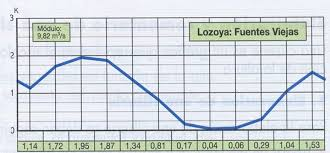 K
Módulo:
9,82 m³/s
Lozoya: Fuentes Viejas
3
2
1
0
1,14 1,72 1,95 1,87 1,34 0,81 0,17 0,04 0,06 0,29 1,04 1,53